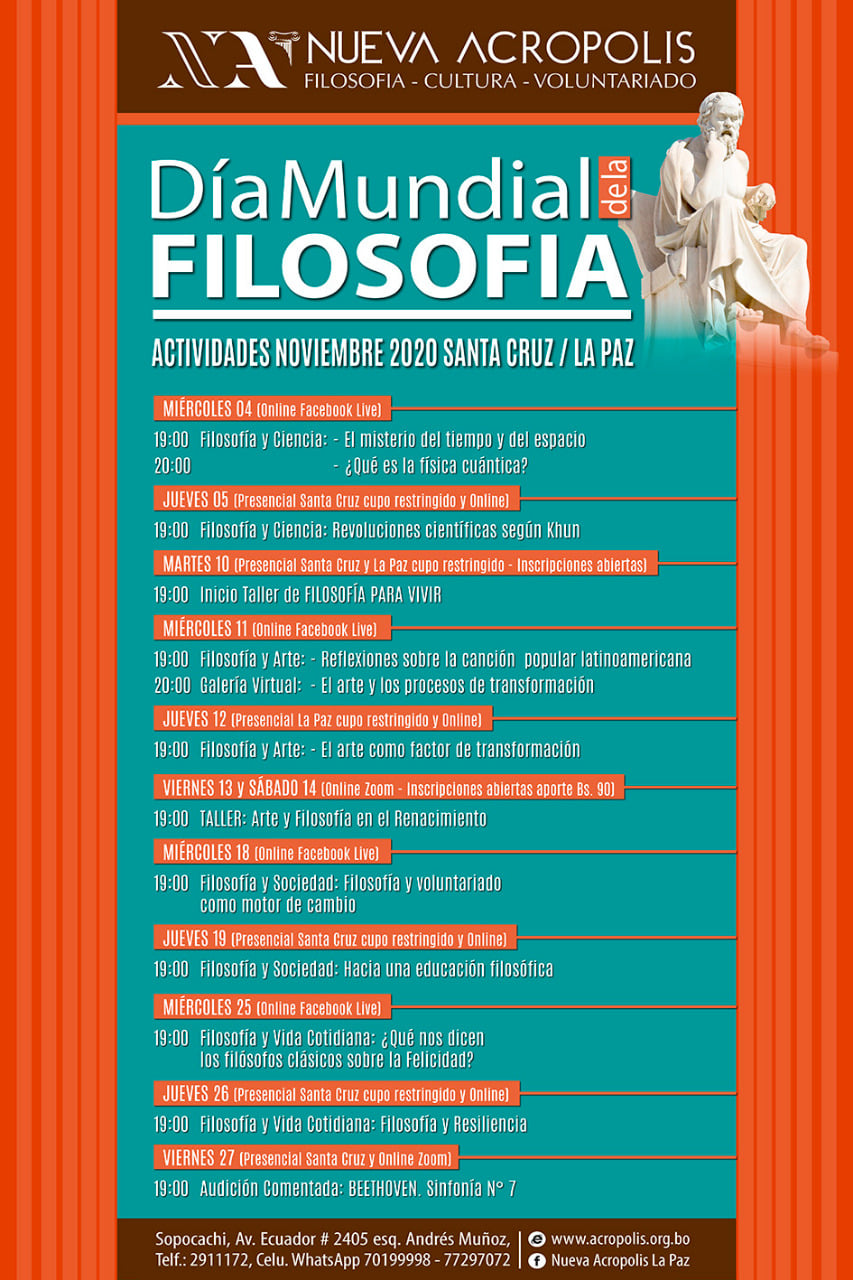 NA NUEVA ACROPOLIS
FILOSOFIA - CULTURA - VOLUNTARIADO
Día Mundial de la
FILOSOFIA
ACTIVIDADES NOVIEMBRE 2020 SANTA CRUZ / LA PAZ
MIÉRCOLES 04 (Online Facebook Live)
19:00 Filosofía y Ciencia: - El misterio del tiempo y del espacio
20:00 - ¿Qué es la física cuántica?
JUEVES 05 (Presencial Santa Cruz cupo restringido y Online)
19:00 Filosofía y Ciencia: Revoluciones científicas según Khun
MARTES 10 (Presencial Santa Cruz y La Paz cupo restringido - Inscripciones abiertas)
19:00 Inicio Taller de FILOSOFÍA PARA VIVIR
MIÉRCOLES 11 (Online Facebook Live)
19:00 Filosofía y Arte: - Reflexiones sobre la canción popular latinoamericana
20:00 Galería Virtual: - El arte y los procesos de transformación
JUEVES 12 (Presencial La Paz cupo restringido y Online)
19:00 Filosofía y Arte: - El arte como factor de transformación
VIERNES 13 y SÁBADO 14 (Online Zoom - Inscripciones abiertas aporte Bs. 90)
19:00 TALLER: Arte y Filosofía en el Renacimiento
MIÉRCOLES 18 (Online Facebook Live)
19:00 Filosofía y Sociedad: Filosofía y voluntariado
como motor de cambio
JUEVES 19 (Presencial Santa Cruz cupo restringido y Online)
19:00 Filosofía y Sociedad: Hacia una educación filosófica
MIÉRCOLES 25 (Online Facebook Live)
19:00 Filosofía y Vida Cotidiana: ¿Qué nos dicen
los filósofos clásicos sobre la Felicidad?
JUEVES 26 (Presencial Santa Cruz cupo restringido y Online)
19:00 Filosofía y Vida Cotidiana: Filosofía y Resiliencia
VIERNES 27 (Presencial Santa Cruz y Online Zoom)
19:00 Audición Comentada: BEETHOVEN. Sinfonía N° 7
Sopocachi, Av. Ecuador # 2405 esq. Andrés Muñoz,
Telf.: 2911172, Celu. WhatsApp 70199998 - 77297072
www.acropolis.org.bo
Nueva Acropolis La Paz